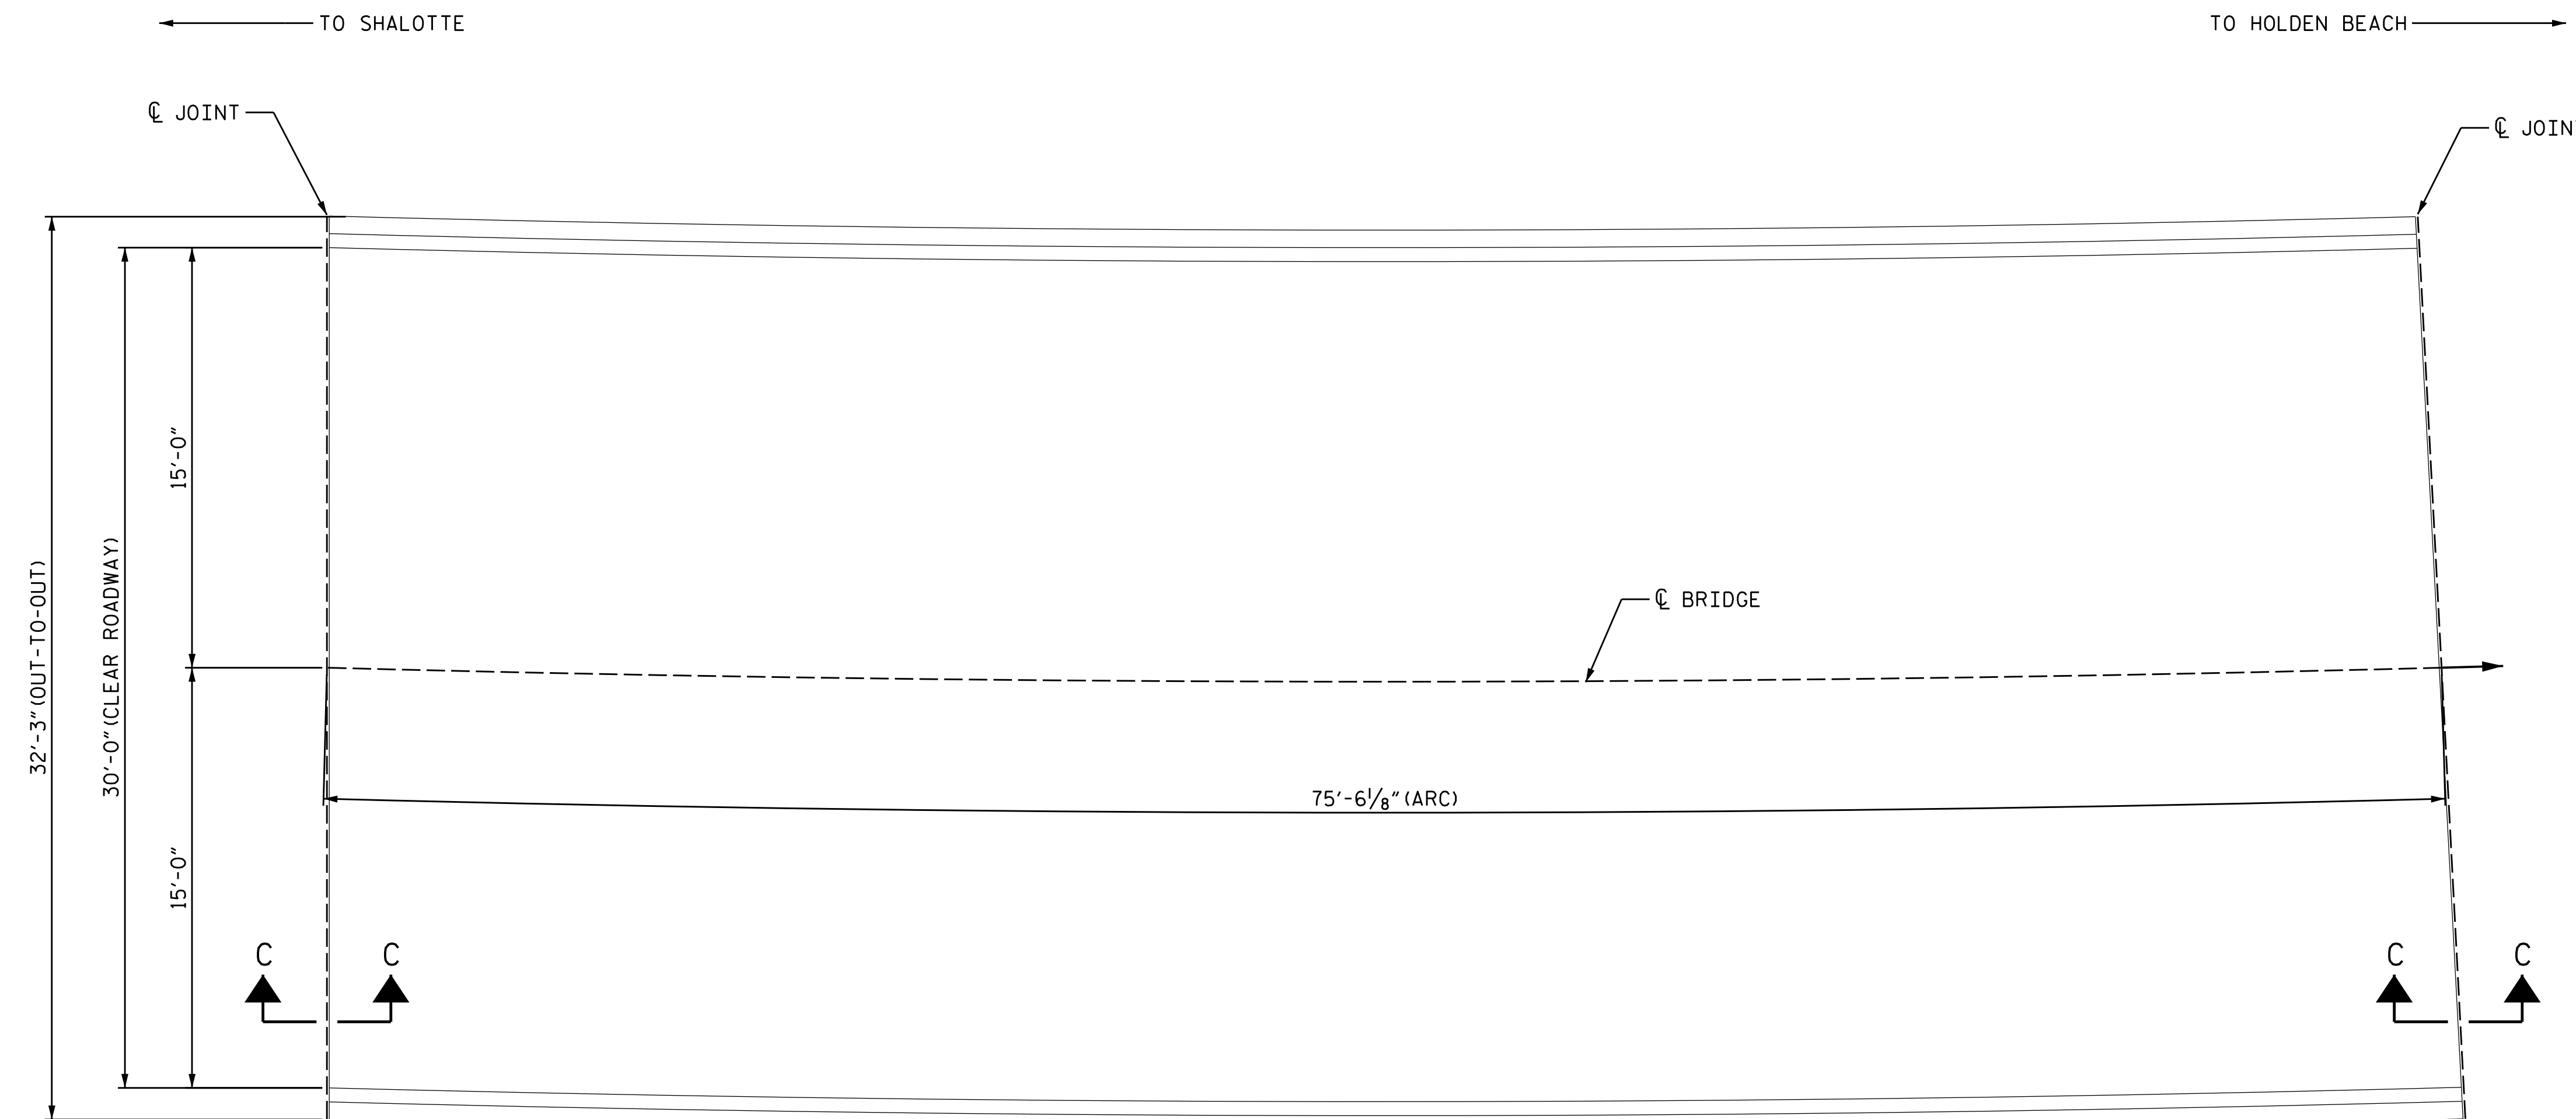 TO SHALOTTE
TO HOLDEN BEACH
℄ JOINT
℄ JOIN
15'-0"
32'-3" (OUT-TO-OUT)
30'-0" (CLEAR ROADWAY)
℄ BRIDGE
75'-6⅛" (ARC)
15'-0"
C C
C C